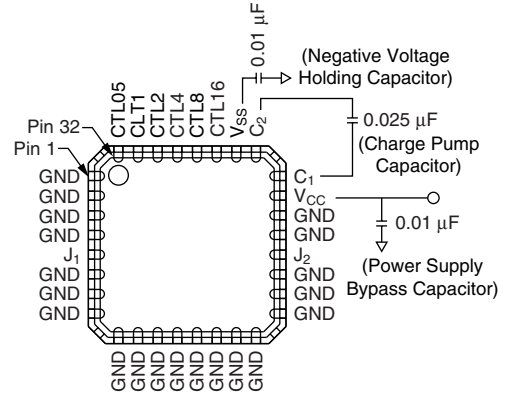 0.01 µF
(Negative Voltage
Holding Capacitor)
CTL05
CLT1
CTL2
CTL4
CTL8
CTL16
VSS
C2
0.025 µF
(Charge Pump
Capacitor)
Pin 32
Pin 1
GND
GND
GND
GND
J1
GND
GND
GND
C1
VCC
GND
GND
J2
GND
GND
GND
0.01 µF
(Power Supply
Bypass Capacitor)
GND
GND
GND
GND
GND
GND
GND
GND